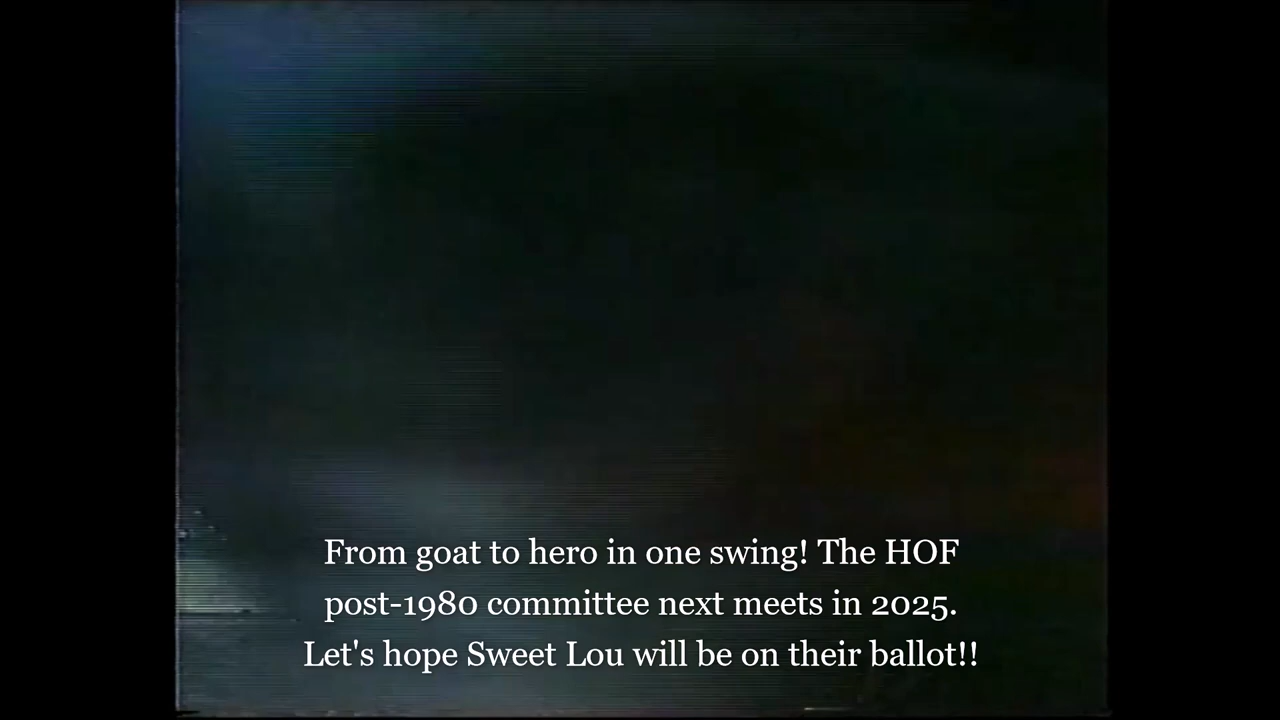 From goat to hero in one swing! The HOF
post-1980 committee next meets in 2025.
Let's hope Sweet Lou will be on their ballot!!